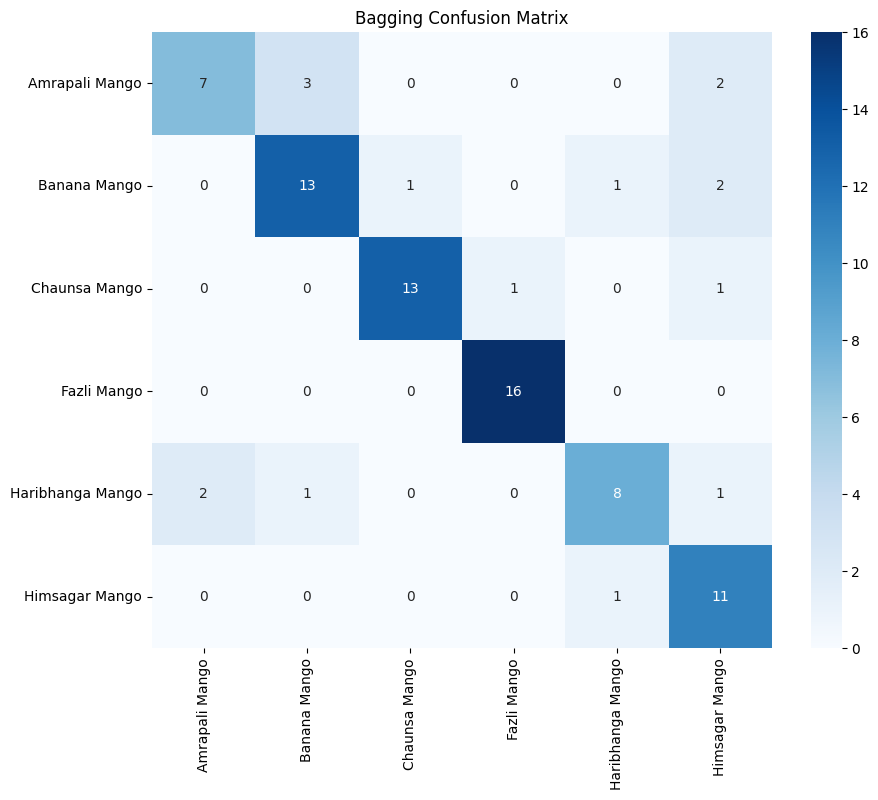 Bagging Confusion Matrix
Amrapali Mango 7 3 0 0 0 2
Banana Mango 0 13 1 0 1 2
Chaunsa Mango 0 0 13 1 0 1
Fazli Mango 0 0 0 16 0 0
Haribhanga Mango 2 1 0 0 8 1
Himsagar Mango 0 0 0 0 1 11
Amrapali Mango
Banana Mango
Chaunsa Mango
Fazli Mango
Haribhanga Mango
Himsagar Mango
16
14
12
10
8
6
4
2
0